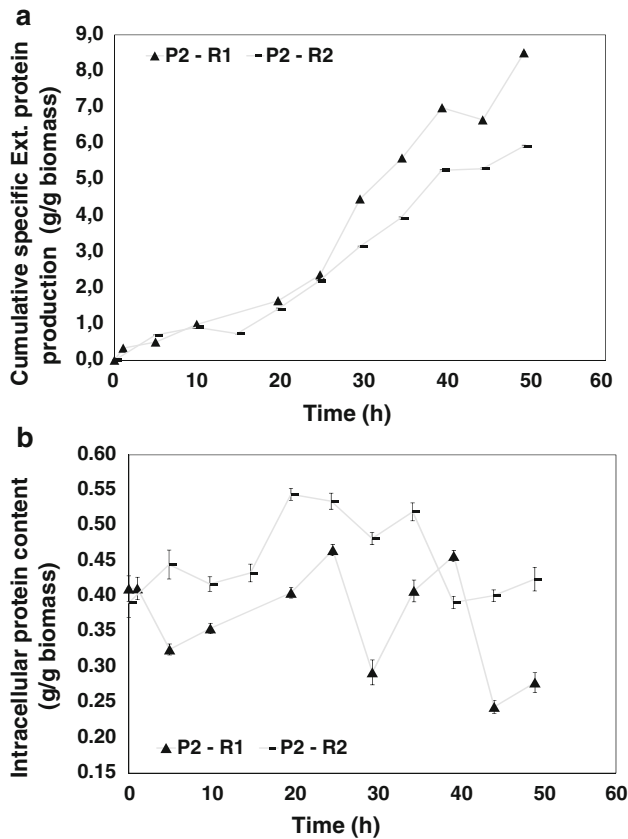 a
Cumulative specific Ext. protein
production (g/g biomass)
9,0
8,0
7,0
6,0
5,0
4,0
3,0
2,0
1,0
0,0
P2 - R1 P2 - R2
0 10 20 30 40 50 60
Time (h)
b
Intracellular protein content
(g/g biomass)
0.60
0.55
0.50
0.45
0.40
0.35
0.30
0.25
0.20
0.15
P2 - R1 P2 - R2
0 10 20 30 40 50 60
Time (h)